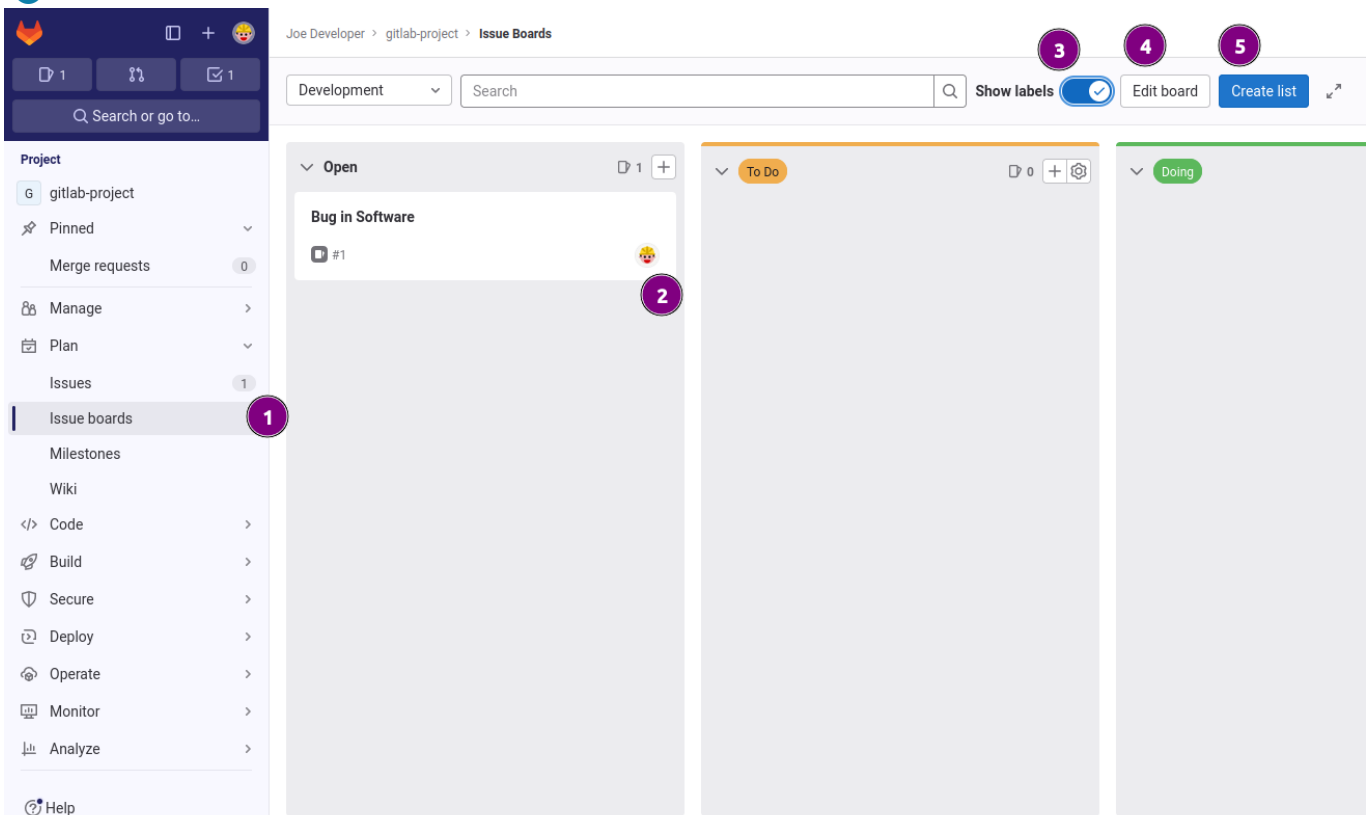 Joe Developer > gitlab-project > Issue Boards
3
4
5
1
1
Search or go to...
Development
Search
Show labels
Edit board
Create list
Project
G gitlab-project
Pinned
Merge requests 0
Manage
Plan
Issues 1
Issue boards
1
Milestones
Wiki
Code
Build
Secure
Deploy
Operate
Monitor
Analyze
Help
Open 1
Bug in Software
#1
2
To Do 0
Doing